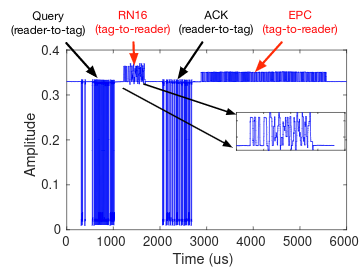 Query RN16 ACK EPC
(reader-to-tag) (tag-to-reader) (reader-to-tag) (tag-to-reader)
0.4
0.3
0.2
0.1
0
Amplitude
0 1000 2000 3000 4000 5000 6000
Time (us)